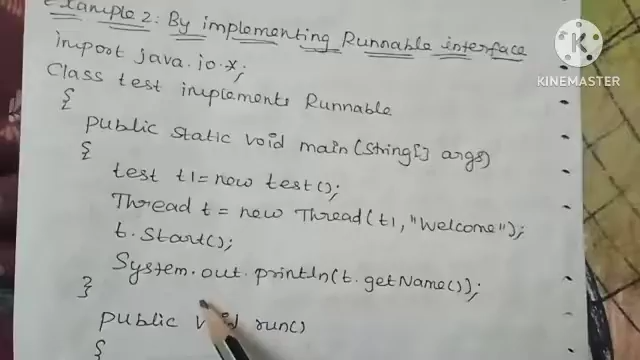 Example 2: By implementing Runnable interface
import java.io.*;
Class test implements Runnable
{
public static void main(String[] args)
{
test t1=new test();
Thread t = new Thread(t1,"Welcome");
t.Start();
System.out.println(t.getName());
}
public void run()
{
KINEMASTER